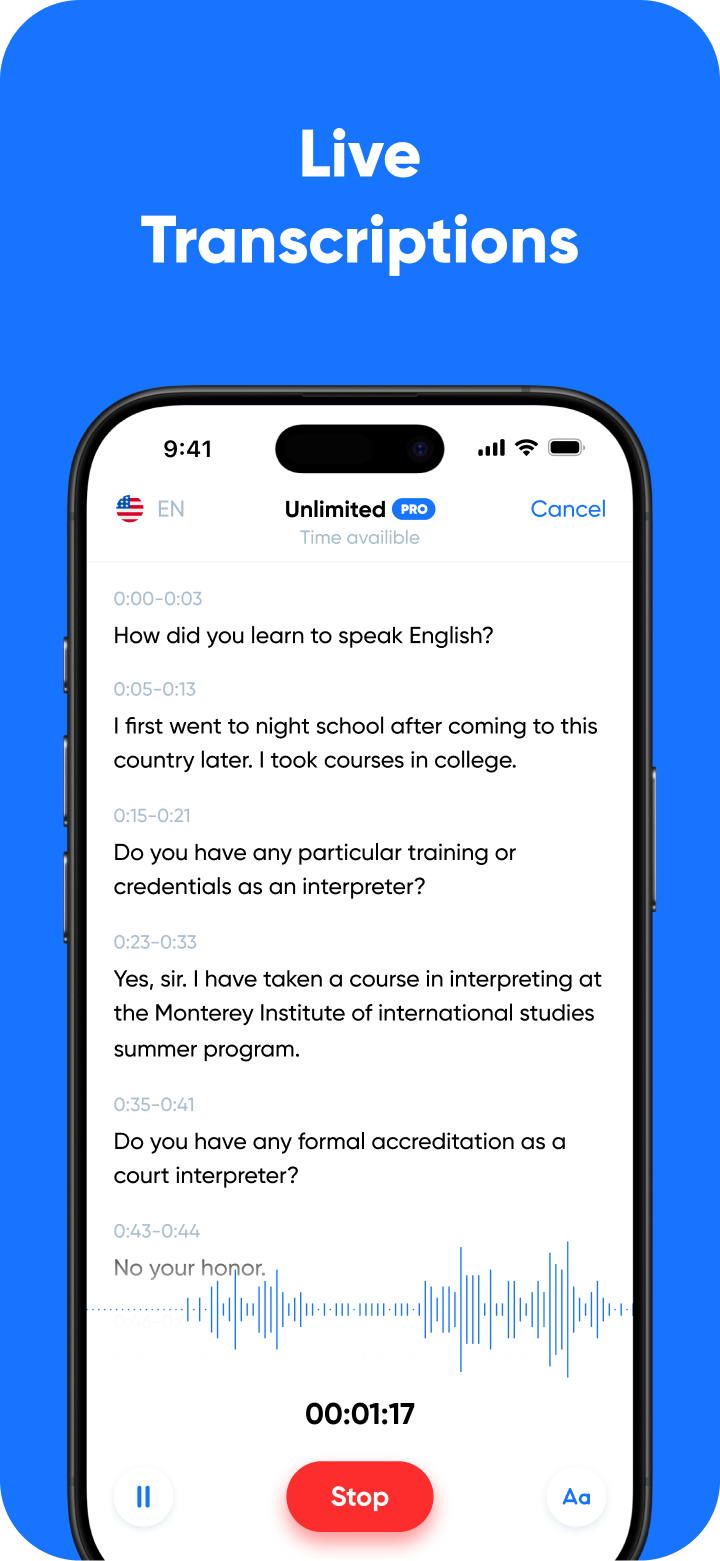 Live
Transcriptions
9:41
EN
Unlimited PRO
Cancel
Time availible
0:00-0:03
How did you learn to speak English?
0:05-0:13
I first went to night school after coming to this
country later. I took courses in college.
0:15-0:21
Do you have any particular training or
credentials as an interpreter?
0:23-0:33
Yes, sir. I have taken a course in interpreting at
the Monterey Institute of international studies
summer program.
0:35-0:41
Do you have any formal accreditation as a
court interpreter?
0:43-0:44
No your honor.
00:01:17
Stop
Aa